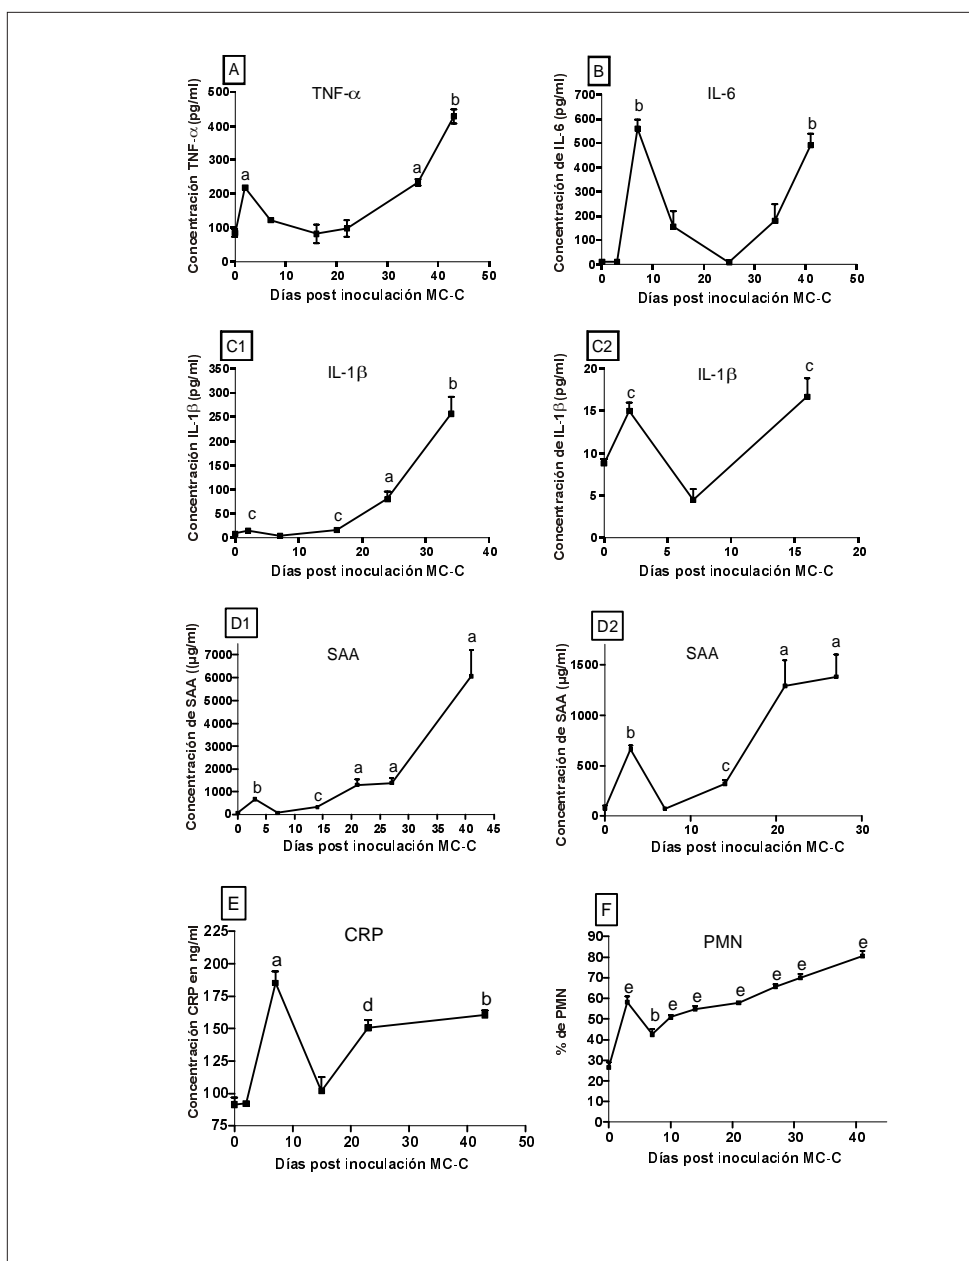 A
TNF-α
Concentración TNF-α (pg/ml)
500
400
300
200
100
0
a
a
b
0 10 20 30 40 50
Días post inoculación MC-C
B
IL-6
Concentración de IL-6 (pg/ml)
700
600
500
400
300
200
100
0
b
b
0 10 20 30 40 50
Días post inoculación MC-C
C1
IL-1β
Concentración IL-1β (pg/ml)
350
300
250
200
150
100
50
0
c
c
a
b
0 10 20 30 40
Días post inoculación MC-C
C2
IL-1β
Concentración de IL-1β (pg/ml)
20
15
10
5
0
c
c
0 5 10 15 20
Días post inoculación MC-C
D1
SAA
Concentración de SAA ((µg/ml)
7000
6000
5000
4000
3000
2000
1000
0
b
c
a
a
a
0 5 10 15 20 25 30 35 40 45
Días post inoculación MC-C
D2
SAA
Concentración de SAA (µg/ml)
1500
1000
500
0
b
c
a
a
0 10 20 30
Días post inoculación MC-C
E
CRP
Concentración CRP en ng/ml
225
200
175
150
125
100
75
a
d
b
0 10 20 30 40 50
Días post inoculación MC-C
F
PMN
% de PMN
90
80
70
60
50
40
30
20
10
0
e
b
e
e
e
e
e
e
0 10 20 30 40
Días post inoculación MC-C